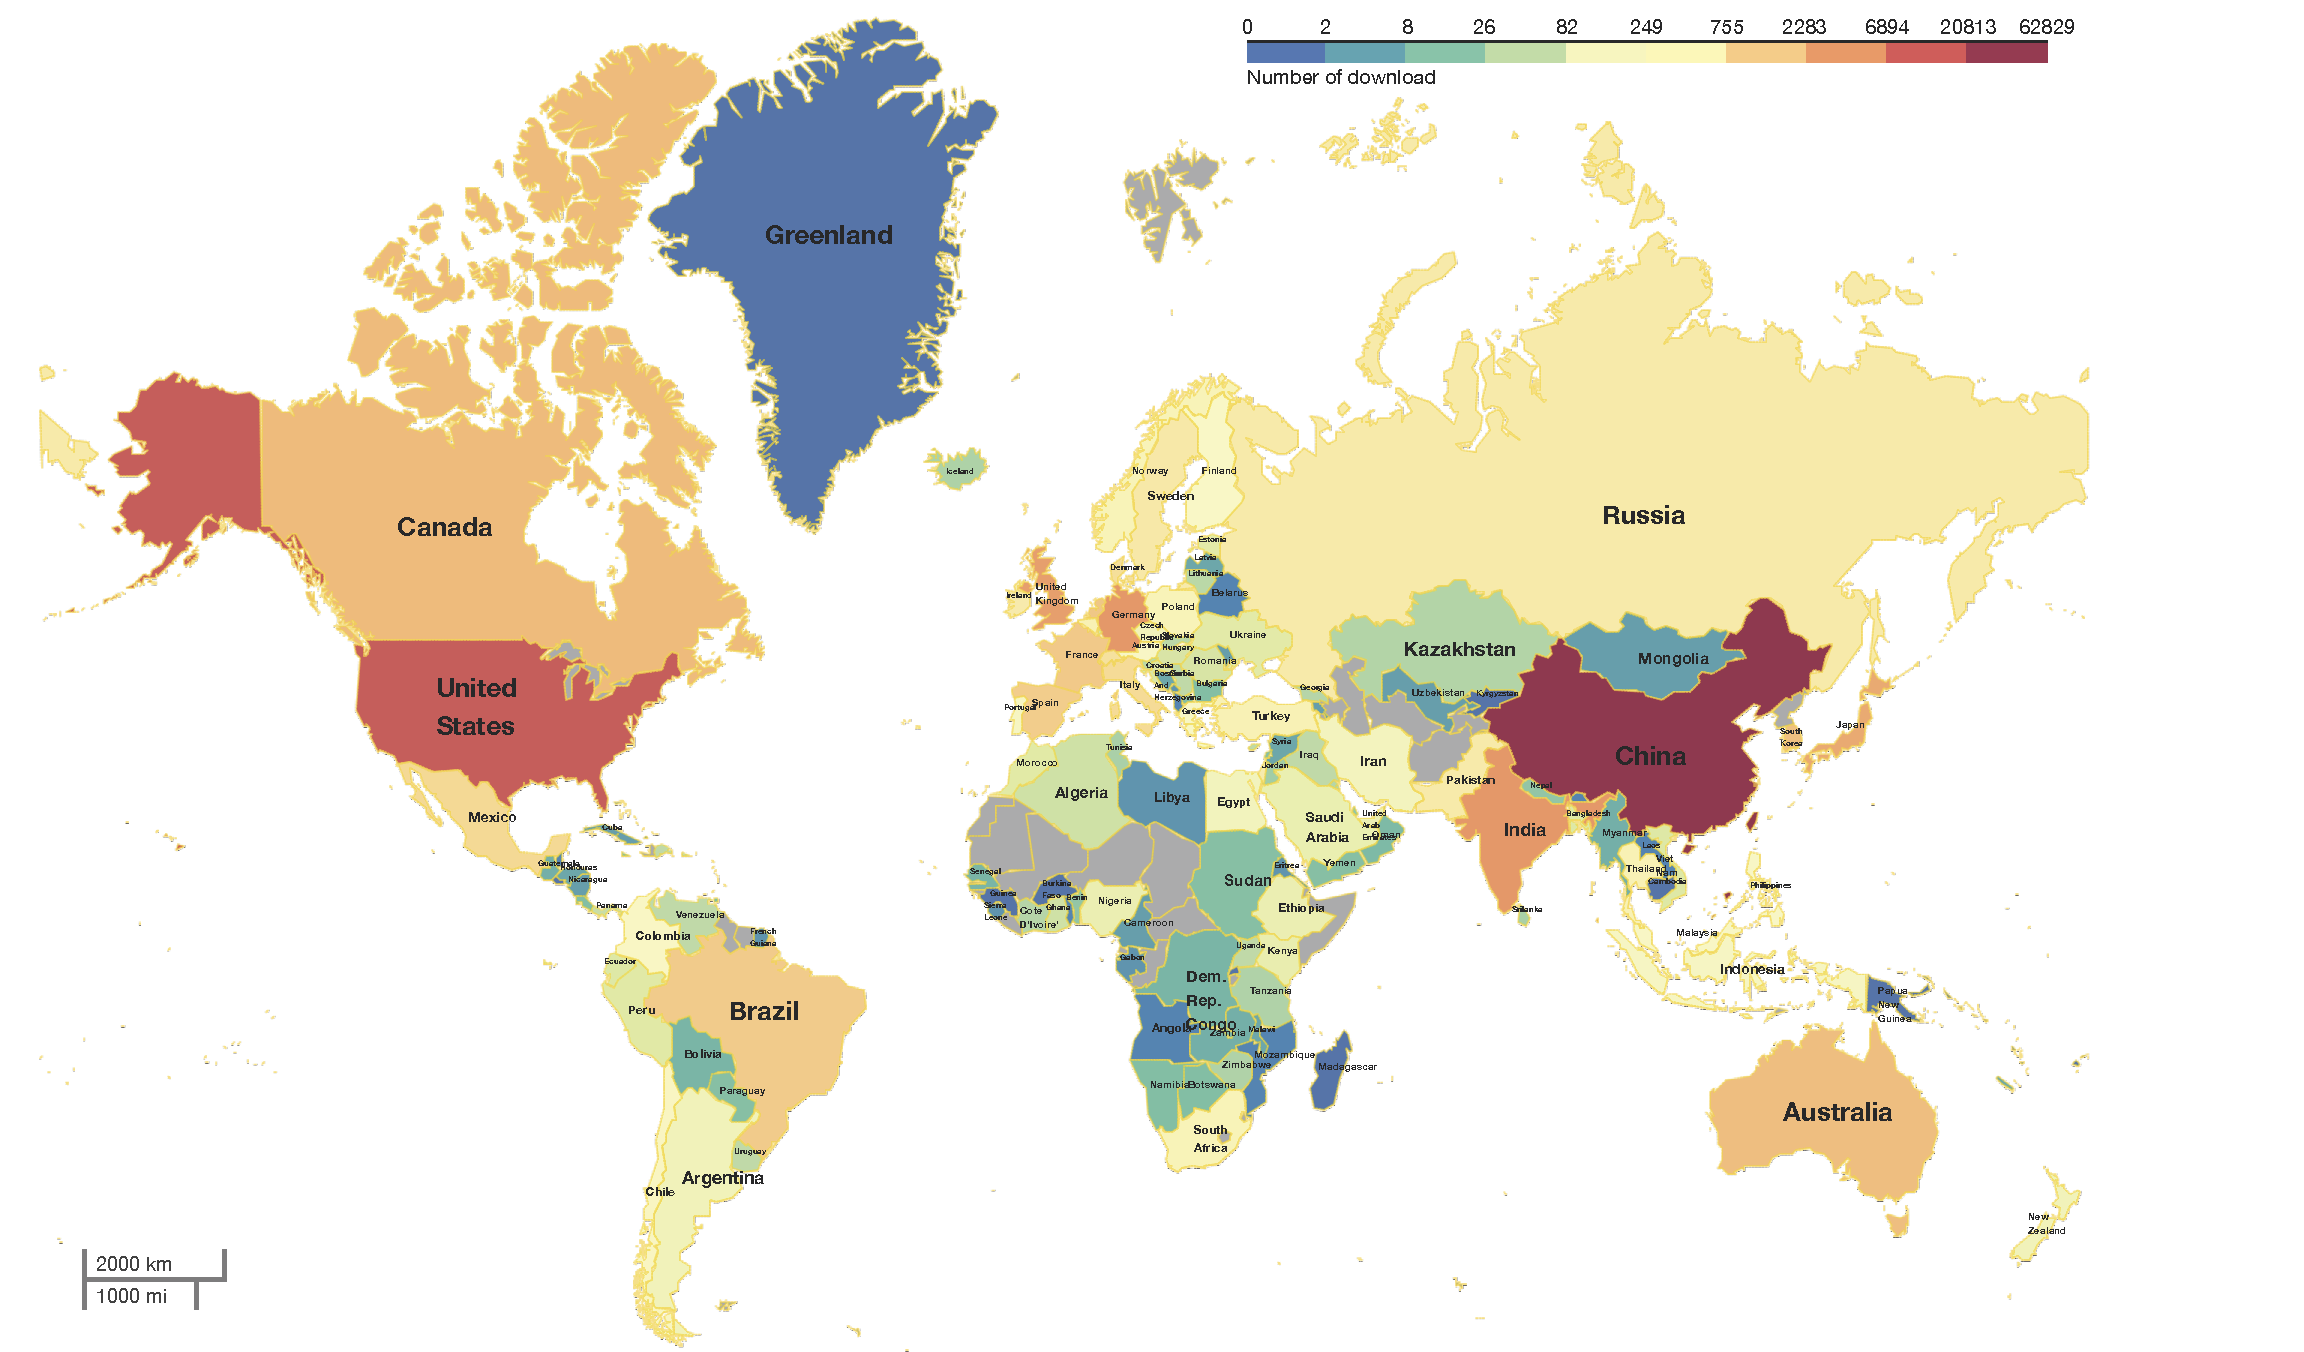 0 2 8 26 82 249 755 2283 6894 20813 62829
Number of download
Greenland
Iceland
Norway
Finland
Sweden
Canada
Russia
Estonia
Latvia
Denmark
Lithuania
United
Kingdom
Ireland
Belarus
Poland
Germany
Czech
Republic
Slovakia
Ukraine
Austria
Hungary
France
Kazakhstan
Mongolia
Romania
Croatia
Bosnia
Serbia
And
Herzegovina
Bulgaria
Italy
Georgia
Uzbekistan
Kyrgyzstan
United
States
Spain
Portugal
Greece
Turkey
Japan
South
Korea
Syria
Tunisia
China
Iraq
Iran
Morocco
Jordan
Pakistan
Nepal
Algeria
Libya
Egypt
Mexico
Saudi
Arabia
United
Arab
Emirates
Oman
Bangladesh
India
Cuba
Myanmar
Laos
Viet
Nam
Thailand
Guatemala
Honduras
Nicaragua
Yemen
Eritrea
Senegal
Sudan
Cambodia
Philippines
Burkina
Faso
Guinea
Benin
Nigeria
Ghana
Sierra
Leone
Cote
D'Ivoire'
Ethiopia
Panama
Venezuela
Srilanka
Cameroon
French
Guiana
Colombia
Malaysia
Uganda
Kenya
Gabon
Ecuador
Indonesia
Dem.
Rep.
Congo
Tanzania
Papua
New
Guinea
Peru
Brazil
Angola
Zambia
Malawi
Bolivia
Mozambique
Zimbabwe
Madagascar
Paraguay
Namibia
Botswana
Australia
South
Africa
Uruguay
Argentina
Chile
New
Zealand
2000 km
1000 mi